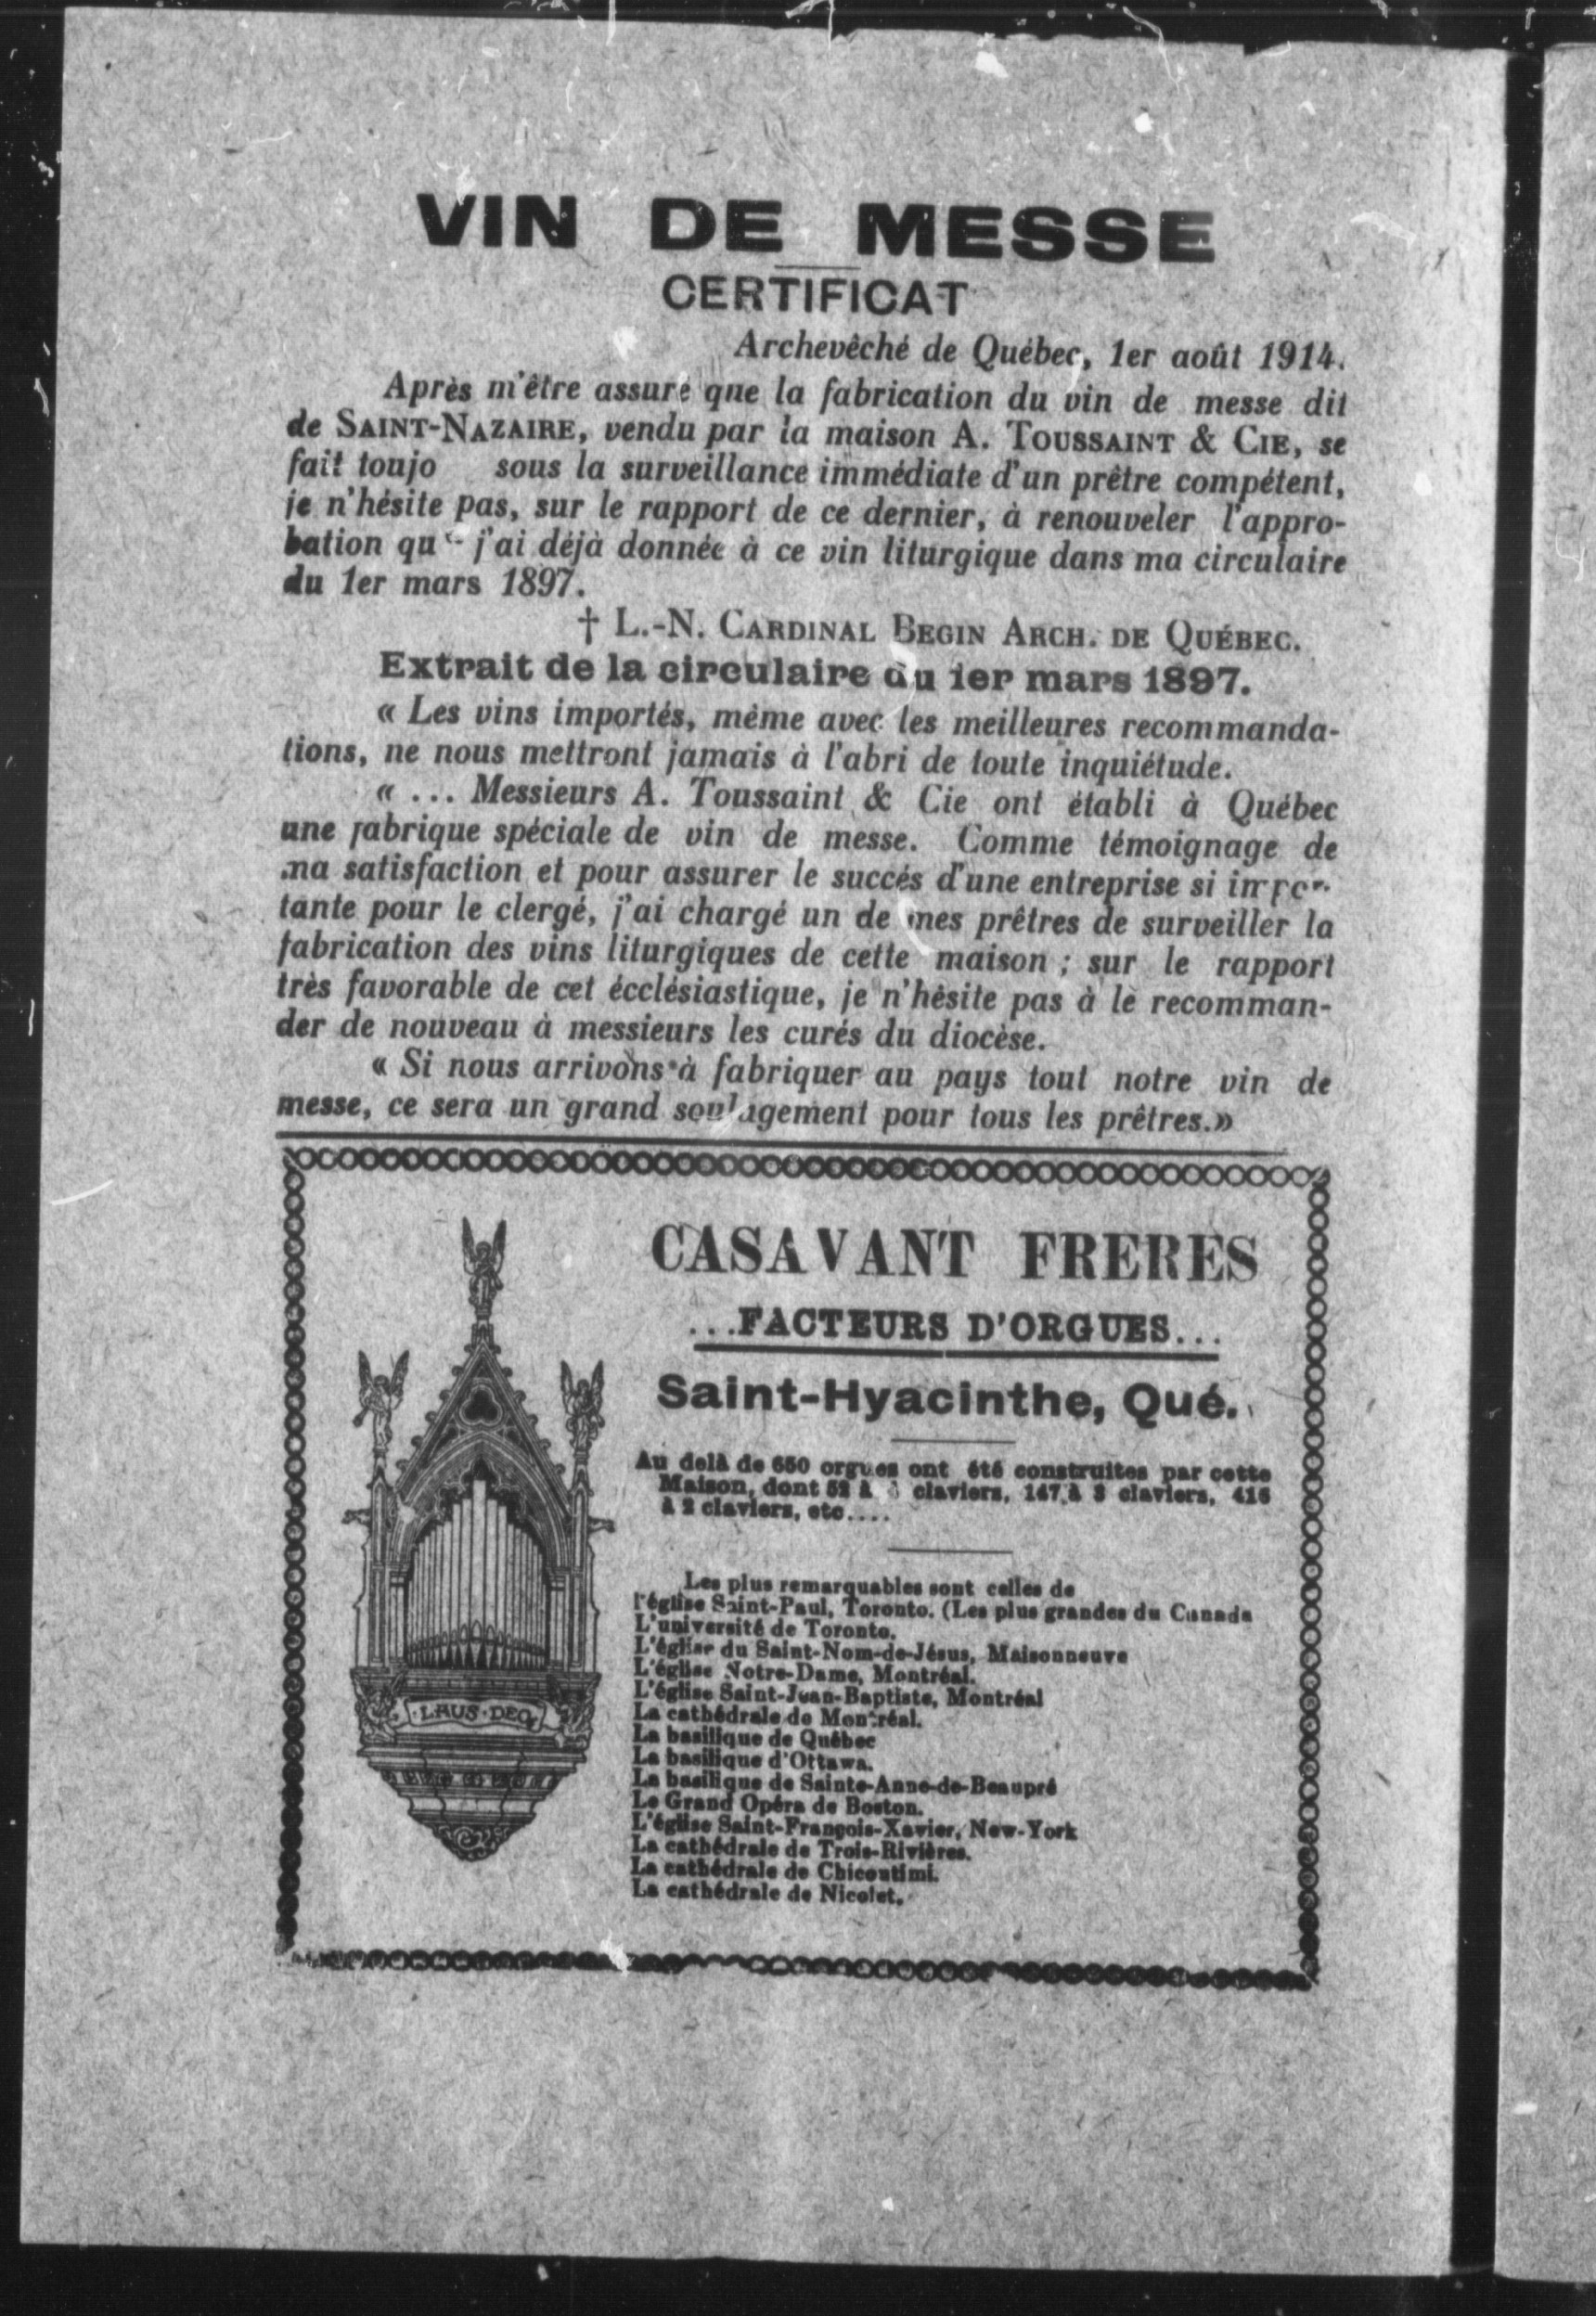 VIN DE MESSE
CERTIFICAT
Archevêché de Québec, 1er août 1914.
Après m'être assuré que la fabrication du vin de messe dit
de SAINT-NAZAIRE, vendu par la maison A. TOUSSAINT & CIE, se
fait toujo sous la surveillance immédiate d'un prêtre compétent,
je n'hésite pas, sur le rapport de ce dernier, à renouveler l'appro-
bation qu j'ai déjà donnée à ce vin liturgique dans ma circulaire
du 1er mars 1897.
† L.-N. CARDINAL BEGIN ARCH. DE QUÉBEC.
Extrait de la circulaire du 1er mars 1897.
« Les vins importés, même avec les meilleures recommanda-
tions, ne nous mettront jamais à l'abri de toute inquiétude.
« ... Messieurs A. Toussaint & Cie ont établi à Québec
une fabrique spéciale de vin de messe. Comme témoignage de
ma satisfaction et pour assurer le succés d'une entreprise si impor-
tante pour le clergé, j'ai chargé un de mes prêtres de surveiller la
fabrication des vins liturgiques de cette maison ; sur le rapport
très favorable de cet écclésiastique, je n'hésite pas à le recomman-
der de nouveau à messieurs les curés du diocèse.
« Si nous arrivons à fabriquer au pays tout notre vin de
messe, ce sera un grand soulagement pour tous les prêtres.»
CASAVANT FRERES
...FACTEURS D'ORGUES...
Saint-Hyacinthe, Qué.
Au delà de 650 orgues ont été construites par cette
Maison, dont 52 à claviers, 147 à 3 claviers, 416
à 2 claviers, etc....
Les plus remarquables sont celles de
l'église Saint-Paul, Toronto. (Les plus grandes du Canada
L'université de Toronto.
L'église du Saint-Nom-de-Jésus, Maisonneuve
L'église Notre-Dame, Montréal.
L'église Saint-Jean-Baptiste, Montréal
La cathédrale de Montréal.
La basilique de Québec
La basilique d'Ottawa.
La basilique de Sainte-Anne-de-Beaupré
Le Grand Opéra de Boston.
L'église Saint-François-Xavier, New-York
La cathédrale de Trois-Rivières.
La cathédrale de Chicoutimi.
La cathédrale de Nicolet.
LAUS DEO